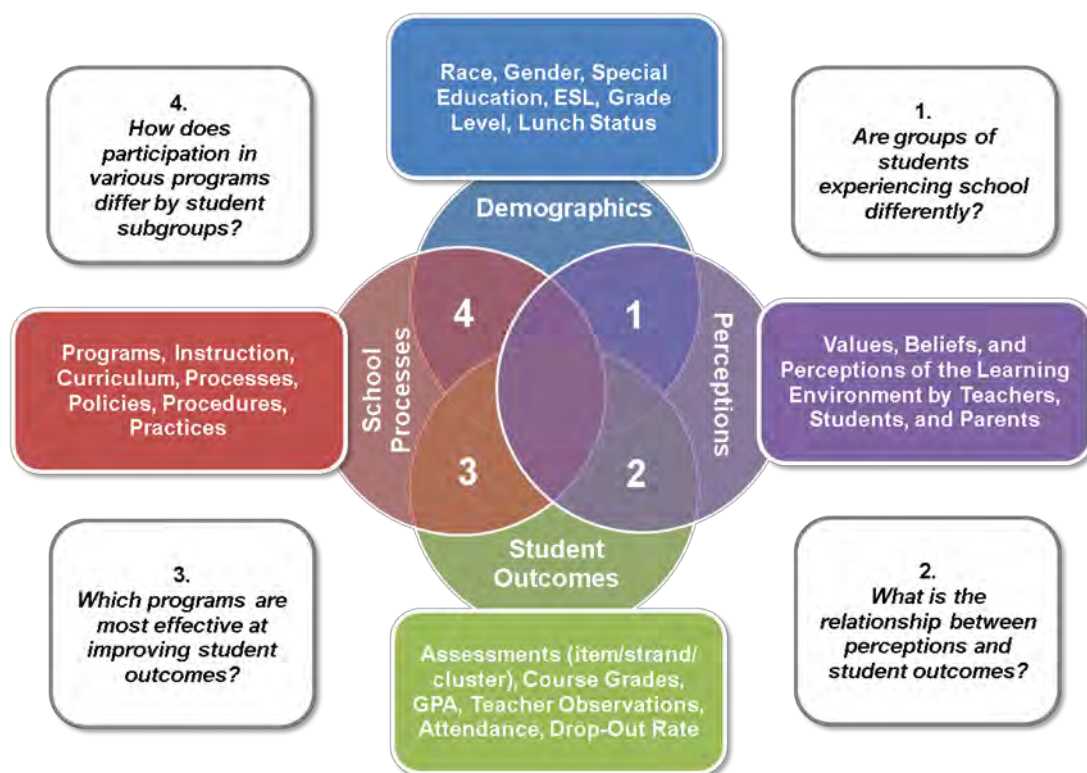 Race, Gender, Special
Education, ESL, Grade
Level, Lunch Status
4.
How does
participation in
various programs
differ by student
subgroups?
1.
Are groups of
students
experiencing school
differently?
Demographics
4
1
School
Processes
Perceptions
Programs, Instruction,
Curriculum, Processes,
Policies, Procedures,
Practices
Values, Beliefs, and
Perceptions of the Learning
Environment by Teachers,
Students, and Parents
3
2
Student
Outcomes
3.
Which programs are
most effective at
improving student
outcomes?
2.
What is the
relationship between
perceptions and
student outcomes?
Assessments (item/strand/
cluster), Course Grades,
GPA, Teacher Observations,
Attendance, Drop-Out Rate